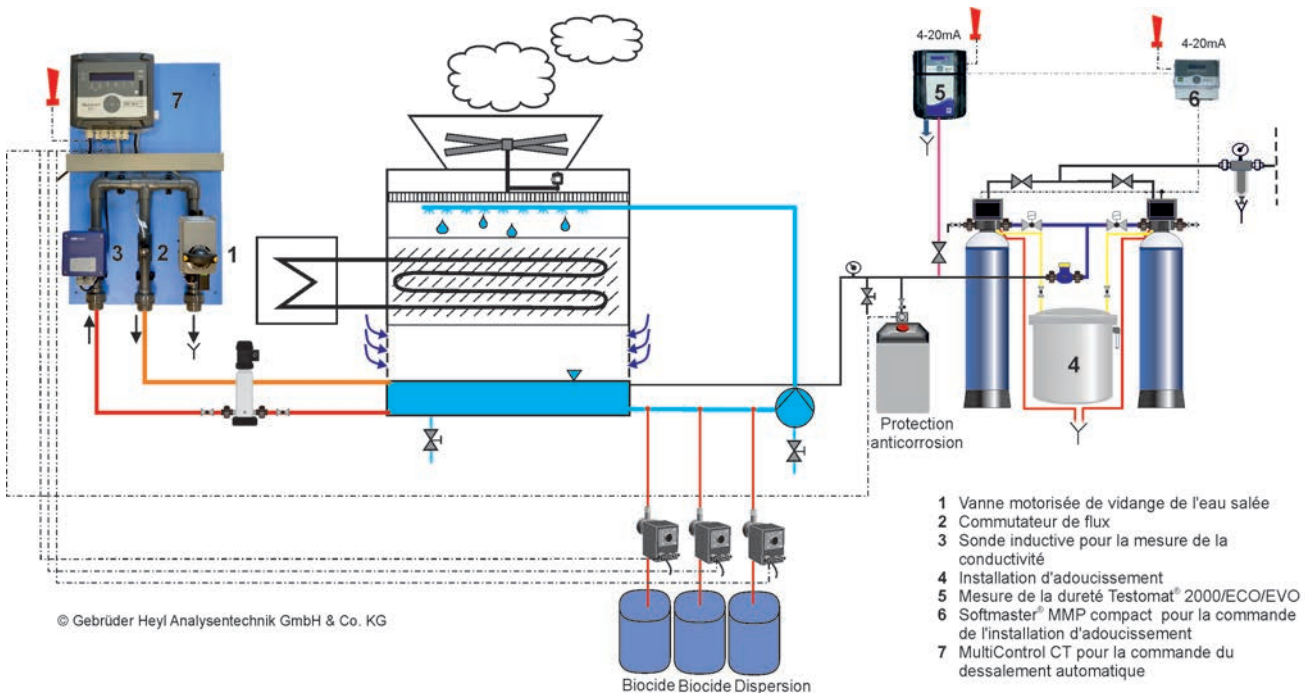 4-20mA
4-20mA
7
5
6
3
2
1
4
Protection
anticorrosion
1 Vanne motorisée de vidange de l'eau salée
2 Commutateur de flux
3 Sonde inductive pour la mesure de la
conductivité
4 Installation d'adoucissement
5 Mesure de la dureté Testomat® 2000/ECO/EVO
6 Softmaster® MMP compact pour la commande
de l'installation d'adoucissement
7 MultiControl CT pour la commande du
dessalement automatique
© Gebrüder Heyl Analysentechnik GmbH & Co. KG
Biocide Biocide Dispersion